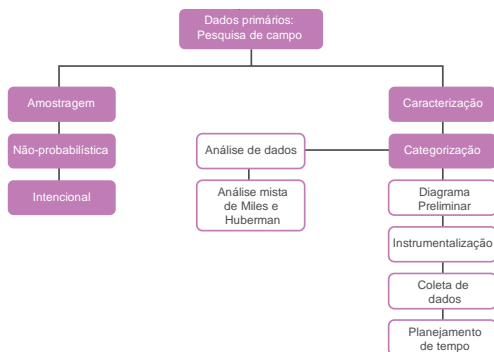 Dados primários:
Pesquisa de campo
Amostragem
Caracterização
Não-probabilística
Análise de dados
Categorização
Intencional
Análise mista
de Miles e
Huberman
Diagrama
Preliminar
Instrumentalização
Coleta de
dados
Planejamento
de tempo